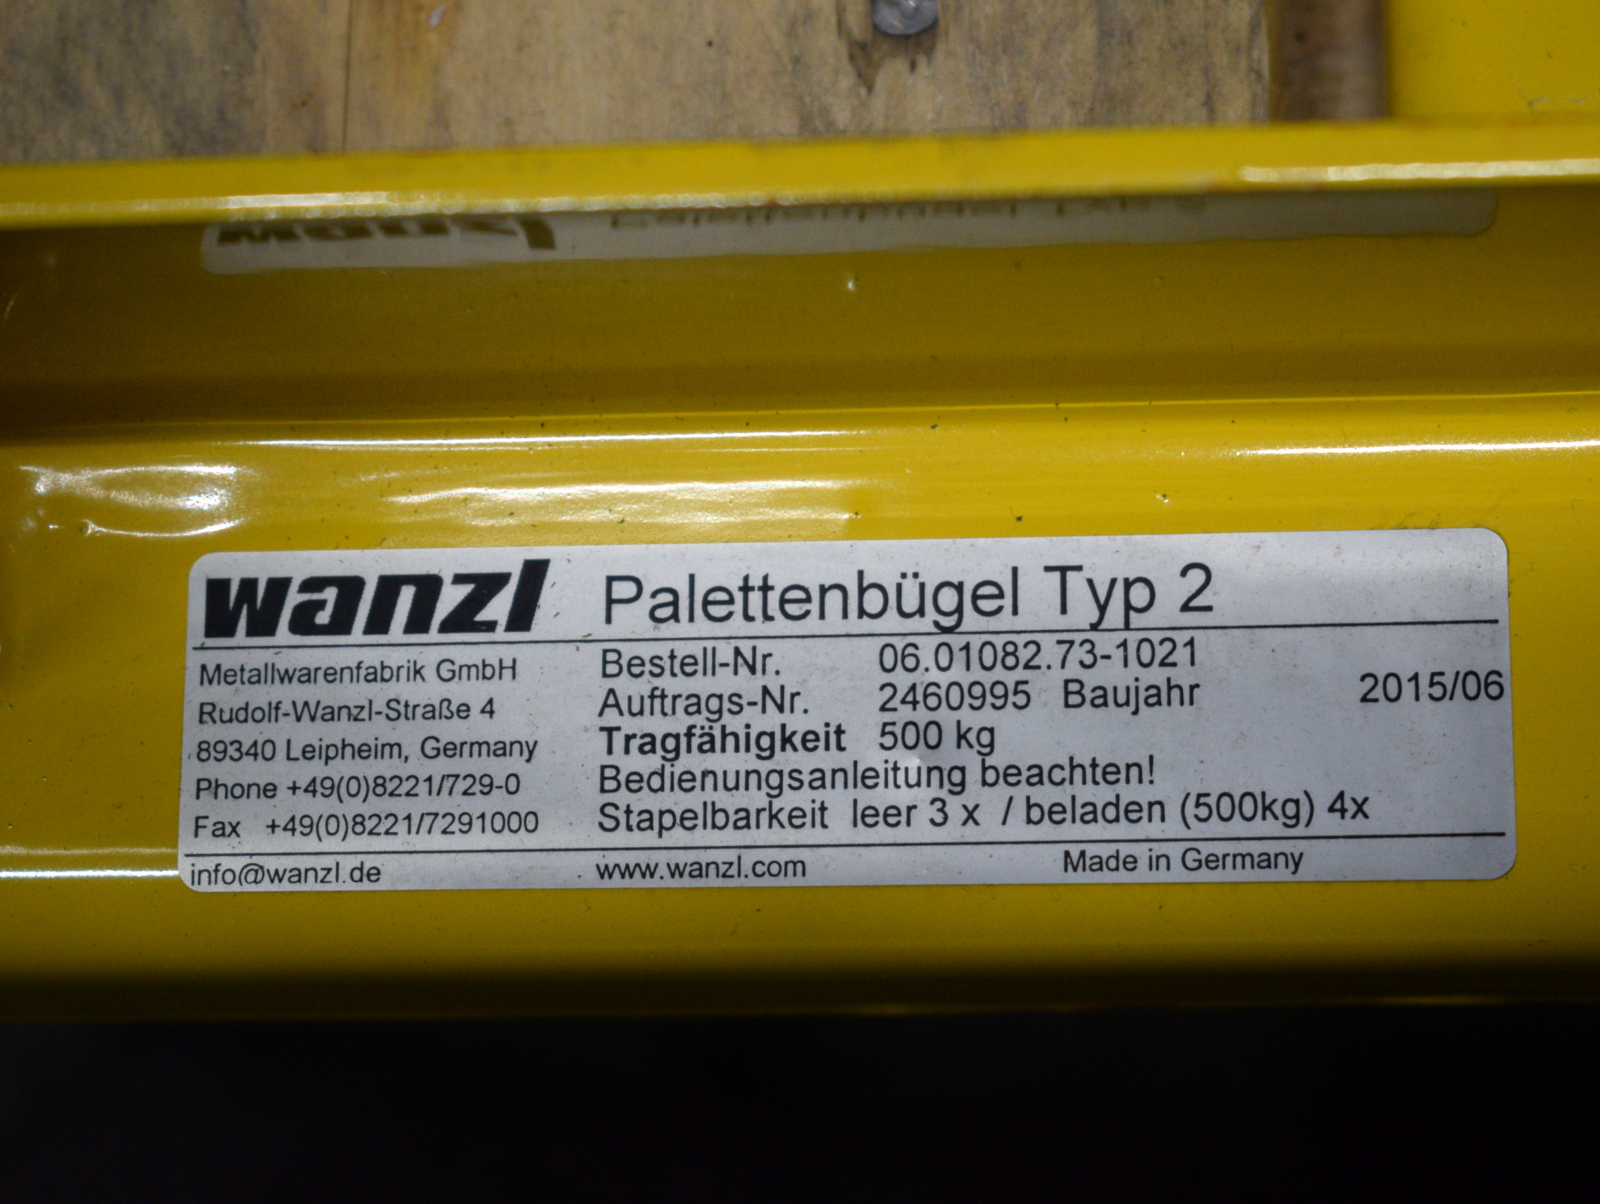 wanzl Palettenbügel Typ 2
Metallwarenfabrik GmbH
Rudolf-Wanzl-Straße 4
89340 Leipheim, Germany
Phone +49(0)8221/729-0
Fax +49(0)8221/7291000
Bestell-Nr. 06.01082.73-1021
Auftrags-Nr. 2460995 Baujahr 2015/06
Tragfähigkeit 500 kg
Bedienungsanleitung beachten!
Stapelbarkeit leer 3 x / beladen (500kg) 4x
info@wanzl.de www.wanzl.com Made in Germany